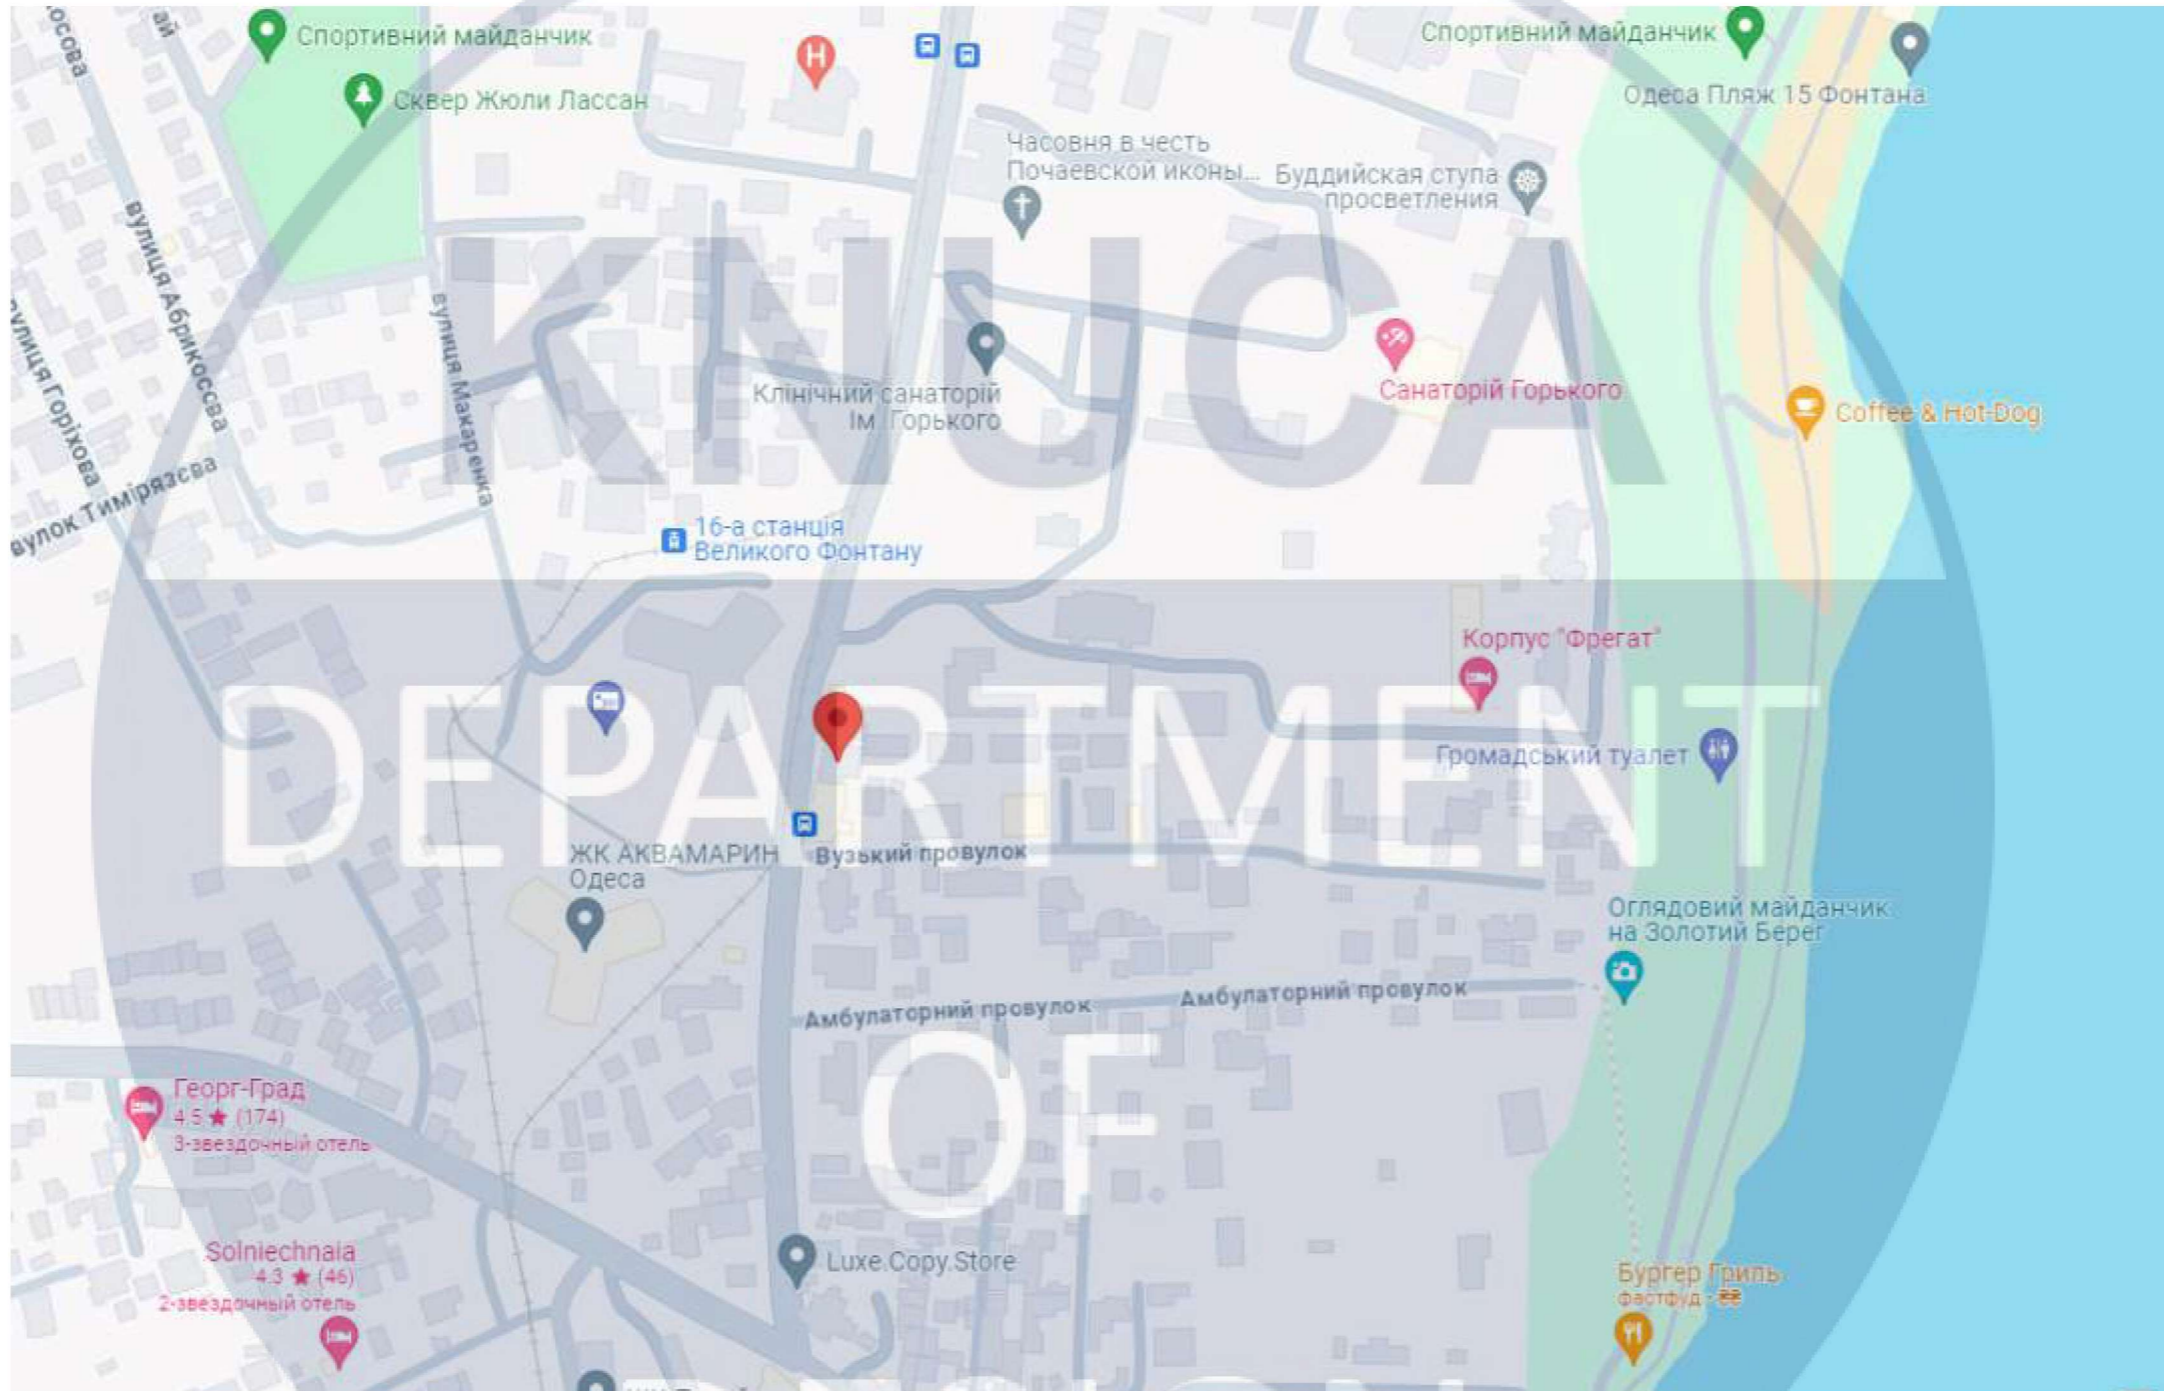 Спортивний майданчик
Сквер Жюли Лассан
Спортивний майданчик
Одеса Пляж 15 Фонтана
Часовня в честь
Почаевской иконы...
Буддийская ступа
просветления
вулиця Абрикосова
вулиця Горіхова
вулиця Макаренка
KNUCA
Клінічний санаторій
Ім Горького
Санаторій Горького
Coffee & Hot-Dog
вулок Тимірязєва
16-а станція
Великого Фонтану
Корпус "Фрегат"
DEPARTMENT
Громадський туалет
ЖК АКВАМАРИН
Одеса
Вузький провулок
Оглядовий майданчик
на Золотий Берег
Амбулаторний провулок
Амбулаторний провулок
OF
Георг-Град
4.5 ★ (174)
3-звездочный отель
Solniechnaia
4.3 ★ (46)
2-звездочный отель
Luxe.Copy.Store
Бургер Гриль
фастфуд · ₴₴